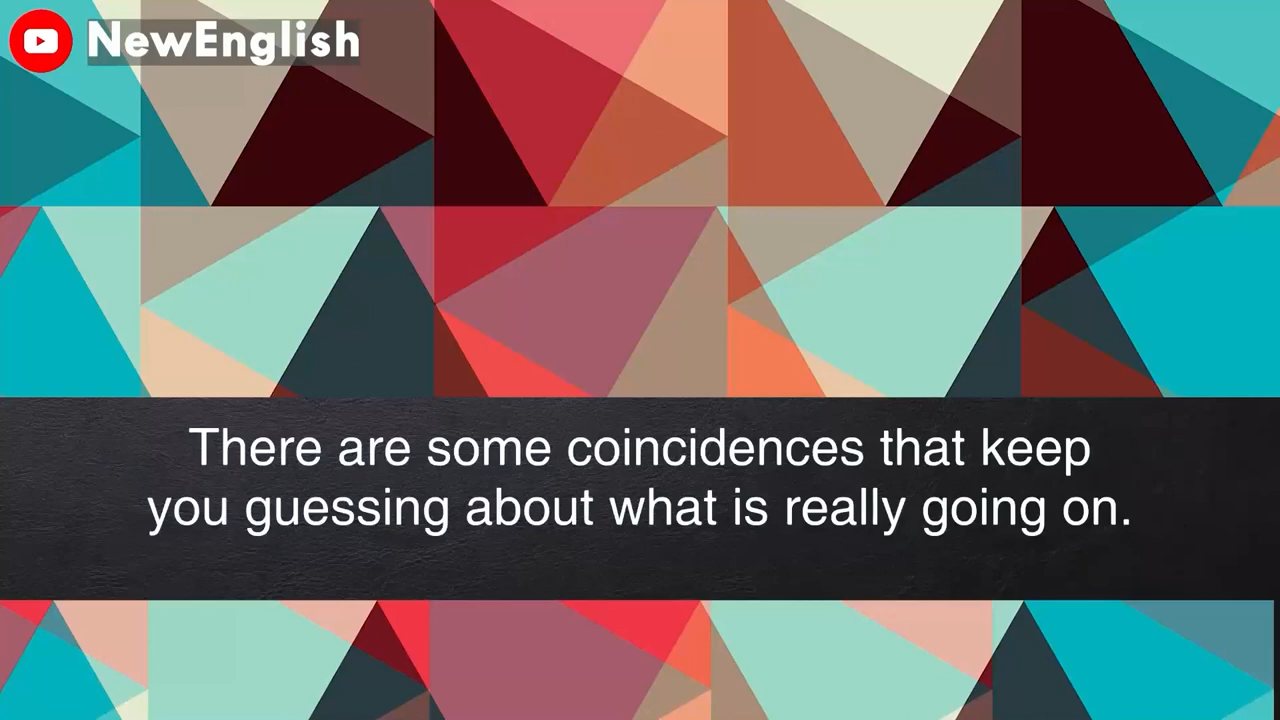 NewEnglish
There are some coincidences that keep
you guessing about what is really going on.